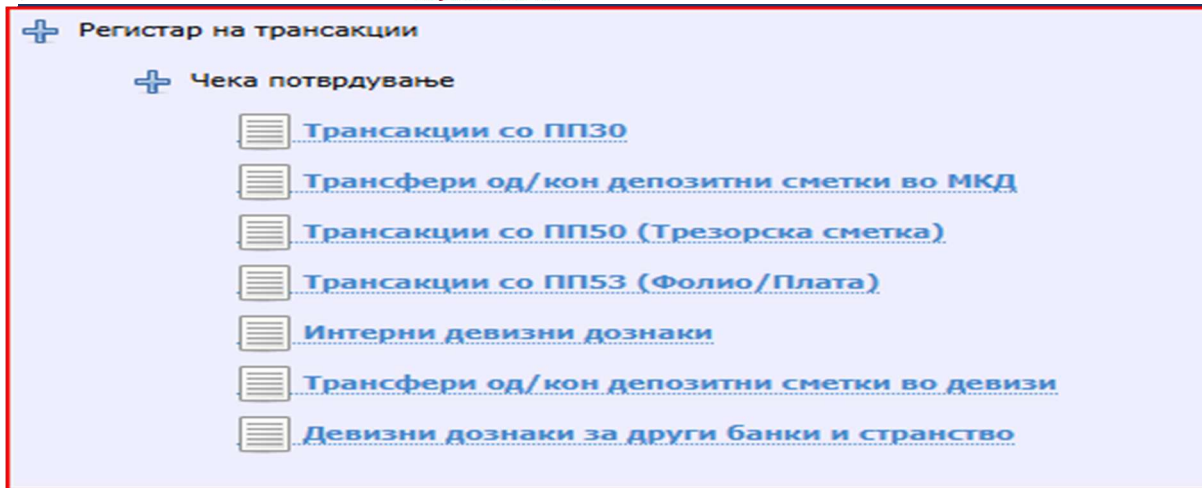 Регистар на трансакции
Чека потврдување
Трансакции со ПП30
Трансфери од/кон депозитни сметки во МКД
Трансакции со ПП50 (Трезорска сметка)
Трансакции со ПП53 (Фолио/Плата)
Интерни девизни дознаки
Трансфери од/кон депозитни сметки во девизи
Девизни дознаки за други банки и странство